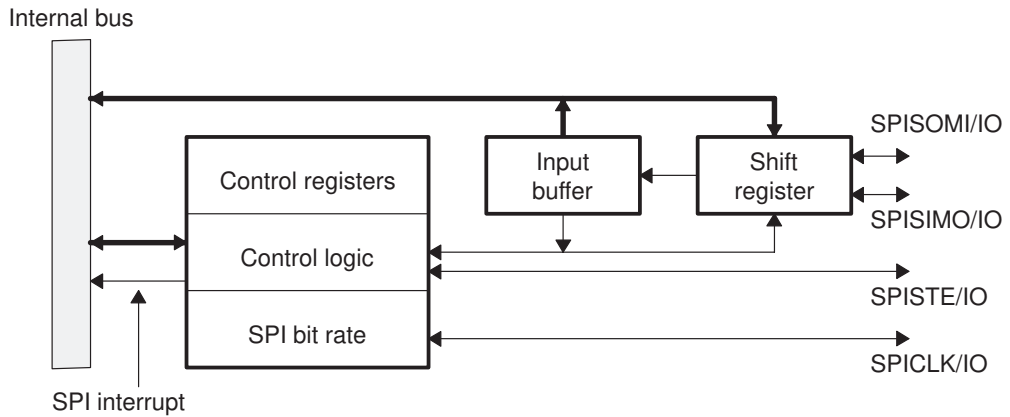 Internal bus
SPISOMI/IO
Input
buffer
Shift
register
Control registers
SPISIMO/IO
Control logic
SPISTE/IO
SPI bit rate
SPICLK/IO
SPI interrupt